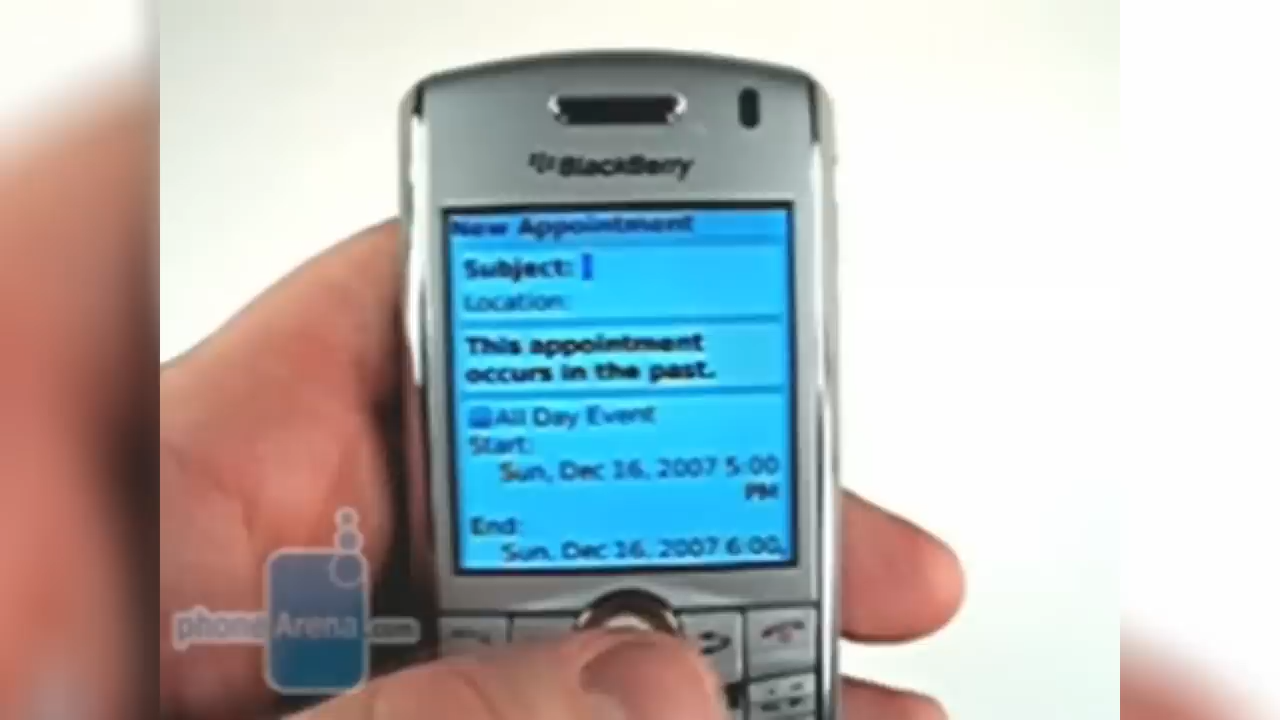 BlackBerry
New Appointment
Subject:
Location:
This appointment
occurs in the past.
All Day Event
Start:
Sun, Dec 16, 2007 5:00
PM
End:
Sun, Dec 16, 2007 6:00
phoneArena.com